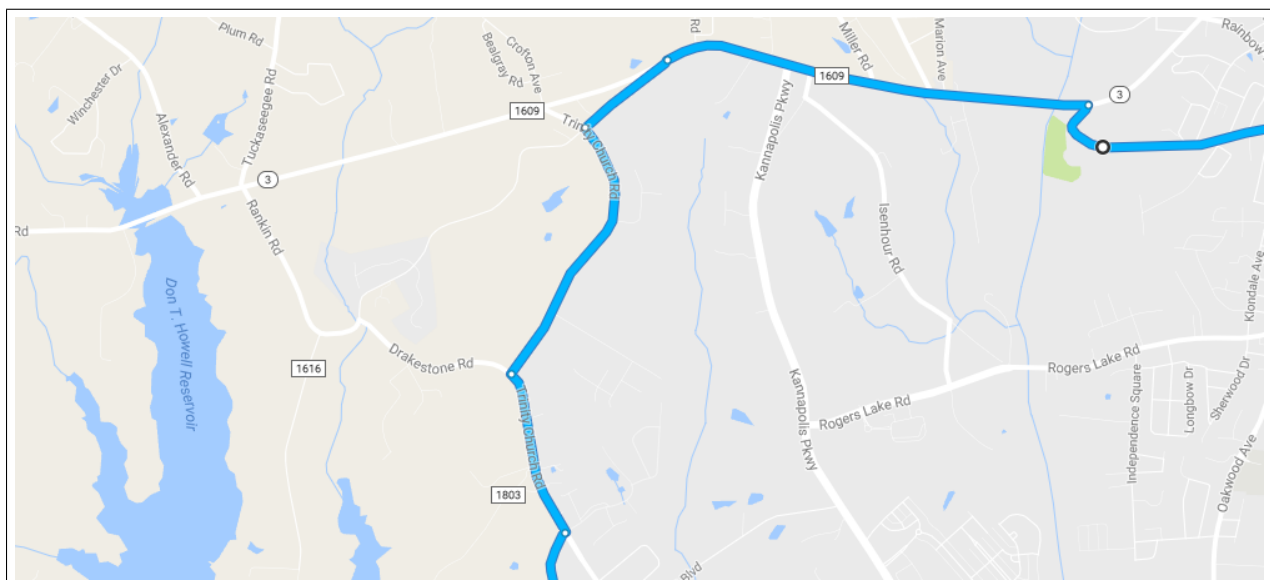 Plum Rd
Winchester Dr
Tuckaseegee Rd
Alexander Rd
Crofton Ave
Bealgray Rd
Rd
Miller Rd
Marion Ave
Rainbow
1609
1609
3
Trinity Church Rd
Kannapolis Pkwy
3
Rd
Rankin Rd
Isenhour Rd
Don T. Howell Reservoir
Klondale Ave
Drakestone Rd
1616
Trinity Church Rd
Kannapolis Pkwy
Rogers Lake Rd
Rogers Lake Rd
Independence Square
Longbow Dr
Sherwood Dr
Oakwood Ave
1803
Blvd